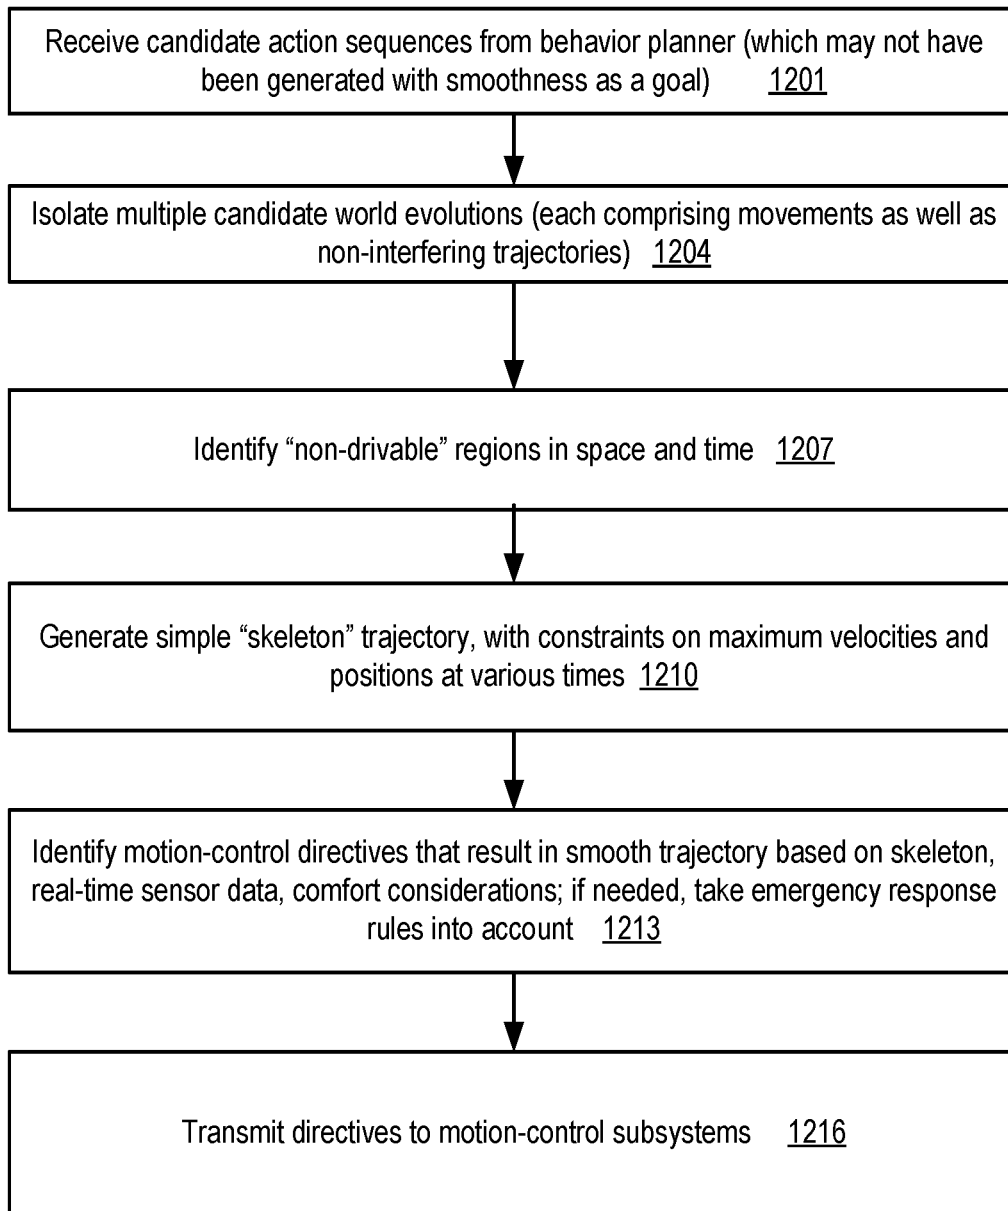 Receive candidate action sequences from behavior planner (which may not have
been generated with smoothness as a goal) 1201
Isolate multiple candidate world evolutions (each comprising movements as well as
non-interfering trajectories) 1204
Identify “non-drivable” regions in space and time 1207
Generate simple “skeleton” trajectory, with constraints on maximum velocities and
positions at various times 1210
Identify motion-control directives that result in smooth trajectory based on skeleton,
real-time sensor data, comfort considerations; if needed, take emergency response
rules into account 1213
Transmit directives to motion-control subsystems 1216